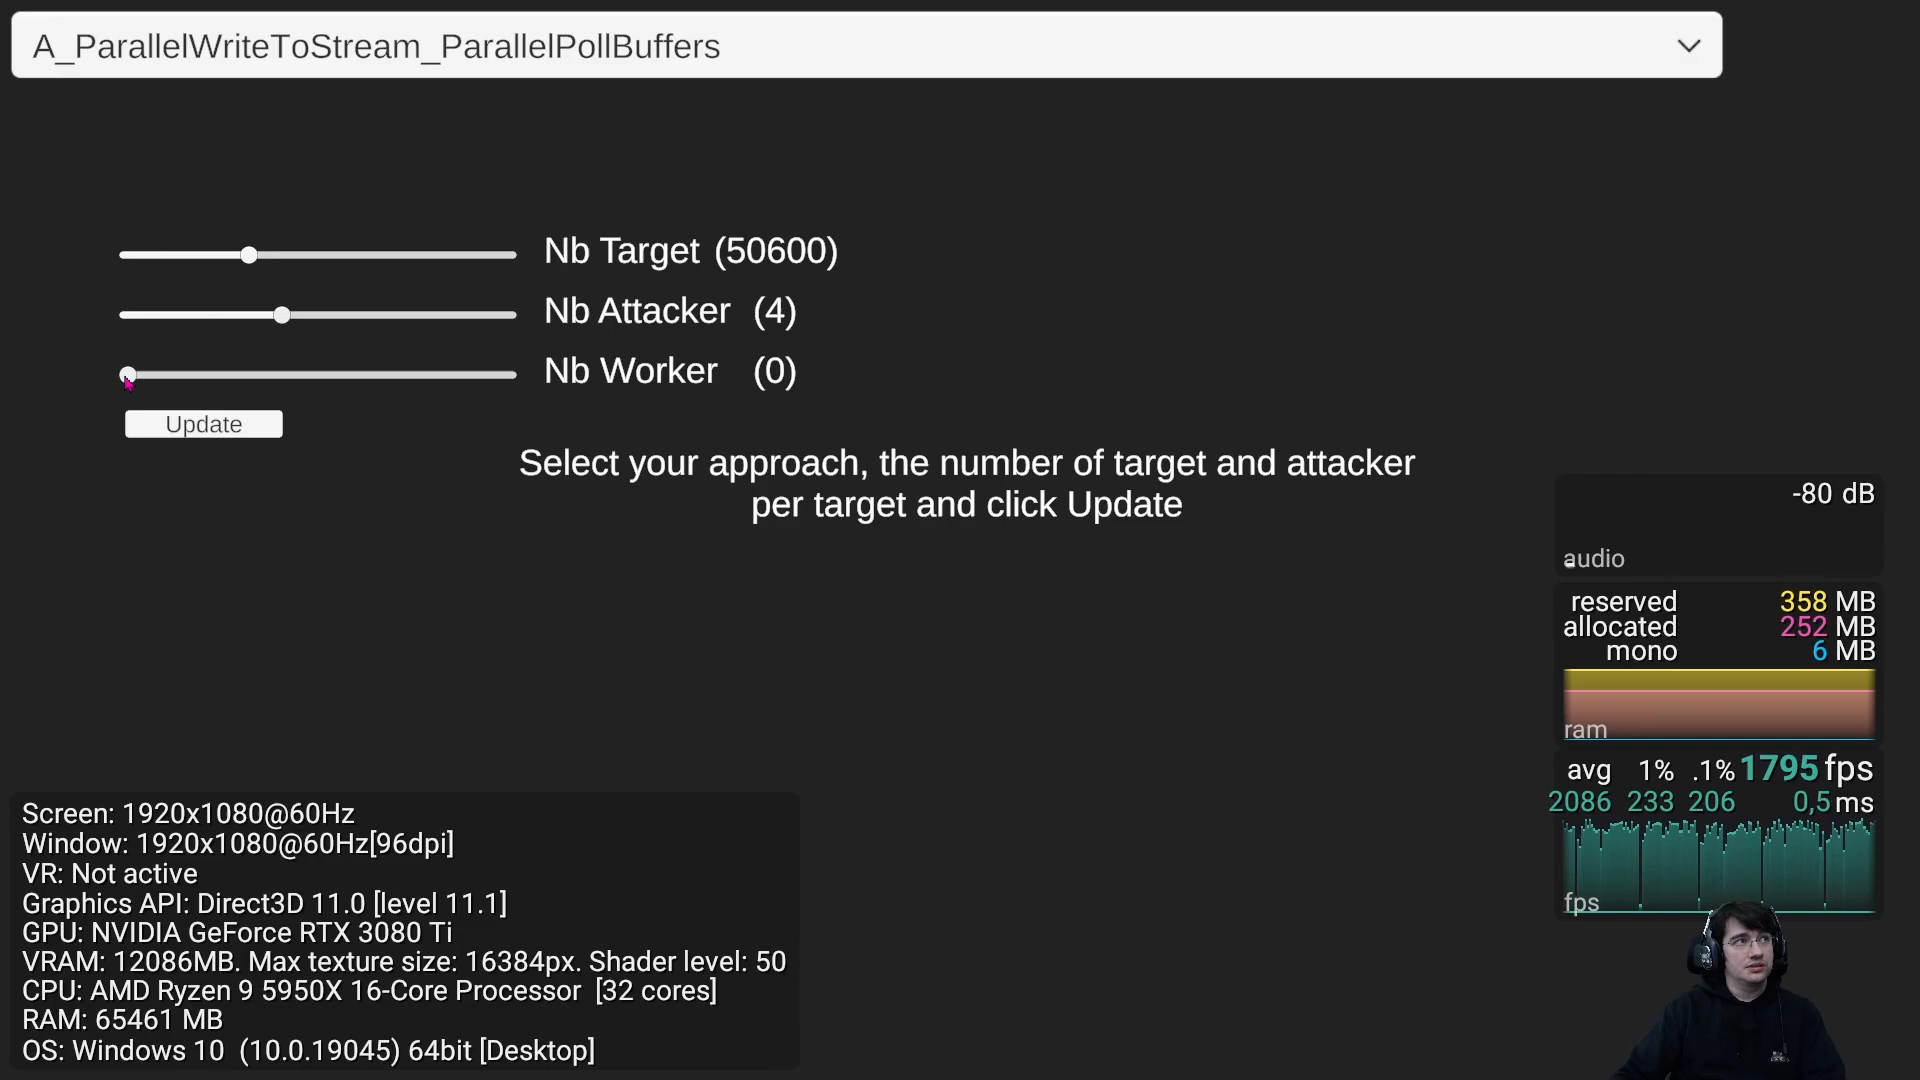 A_ParallelWriteToStream_ParallelPollBuffers
Nb Target (50600)
Nb Attacker (4)
Nb Worker (0)
Update
Select your approach, the number of target and attacker
per target and click Update
-80 dB
audio
reserved 358 MB
allocated 252 MB
mono 6 MB
ram
avg 1% .1% 1795 fps
2086 233 206 0,5 ms
fps
Screen: 1920x1080@60Hz
Window: 1920x1080@60Hz[96dpi]
VR: Not active
Graphics API: Direct3D 11.0 [level 11.1]
GPU: NVIDIA GeForce RTX 3080 Ti
VRAM: 12086MB. Max texture size: 16384px. Shader level: 50
CPU: AMD Ryzen 9 5950X 16-Core Processor [32 cores]
RAM: 65461 MB
OS: Windows 10 (10.0.19045) 64bit [Desktop]